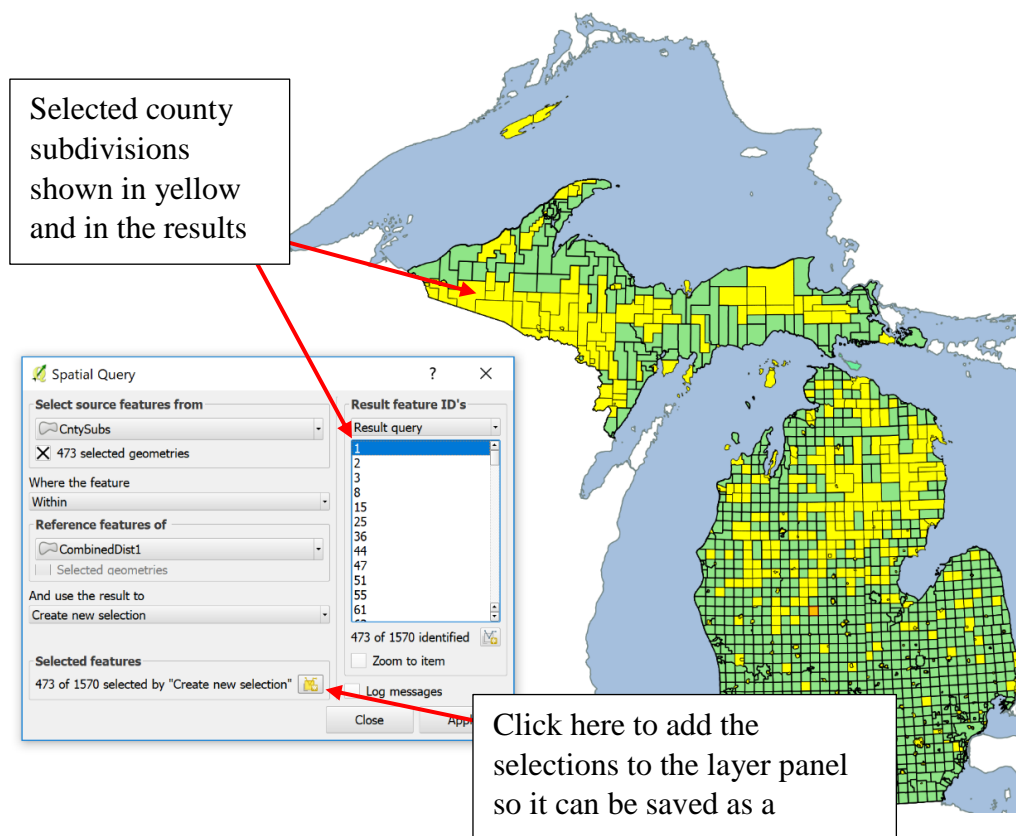 Selected county
subdivisions
shown in yellow
and in the results
Spatial Query
?
Select source features from
CntySubs
473 selected geometries
Where the feature
Within
Reference features of
CombinedDist1
Selected geometries
And use the result to
Create new selection
Selected features
473 of 1570 selected by "Create new selection"
Result feature ID's
Result query
1
2
3
8
15
25
36
44
47
51
55
61
473 of 1570 identified
Zoom to item
Log messages
Close
Click here to add the
selections to the layer panel
so it can be saved as a